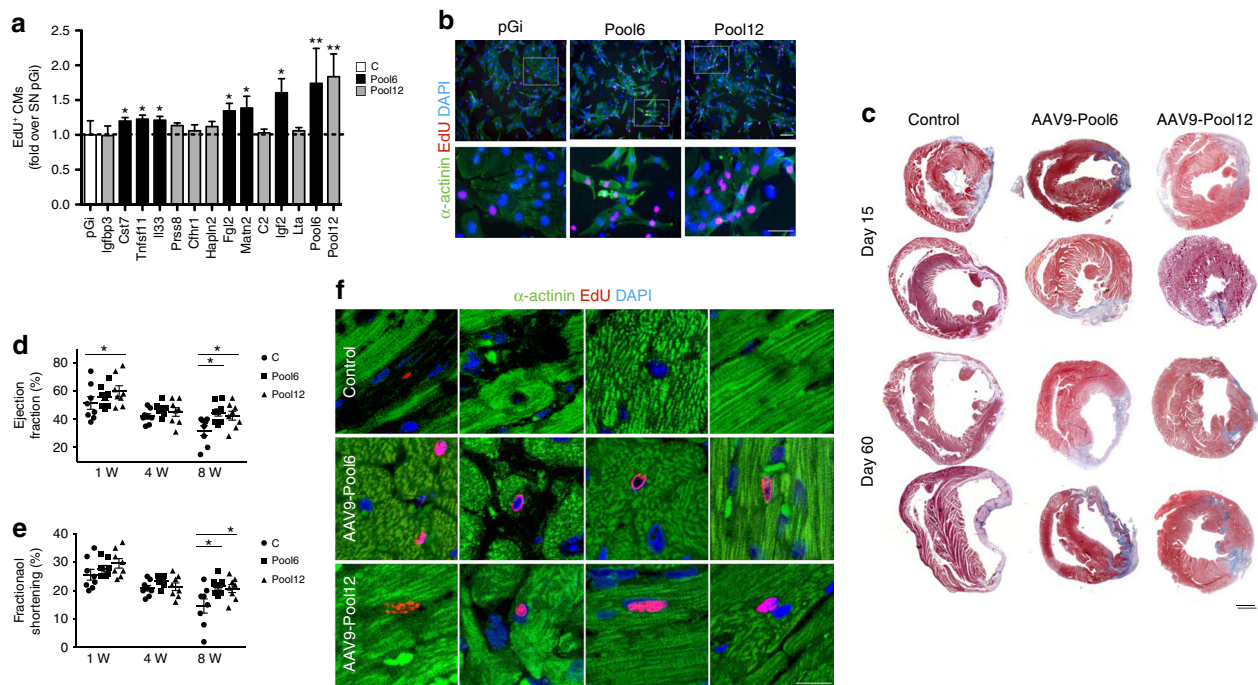 a
EdU+ CMs
(fold over SN pGi)
2.5
2.0
1.5
1.0
0.5
0.0
* * * * * * ** **
C
Pool6
Pool12
pGi
Igfbp3
Cst7
Tnfsf11
Il33
Prss8
Cfhr1
Hapln2
Fgl2
Matn2
C2
Igf2
Lta
Pool6
Pool12
b
pGi Pool6 Pool12
α-actinin EdU DAPI
c
Control AAV9-Pool6 AAV9-Pool12
Day 15
Day 60
d
Ejection
fraction (%)
80
60
40
20
*
*
*
C
Pool6
Pool12
1 W 4 W 8 W
e
Fractionaol
shortening (%)
40
30
20
10
0
*
*
C
Pool6
Pool12
1 W 4 W 8 W
f
α-actinin EdU DAPI
Control
AAV9-Pool6
AAV9-Pool12